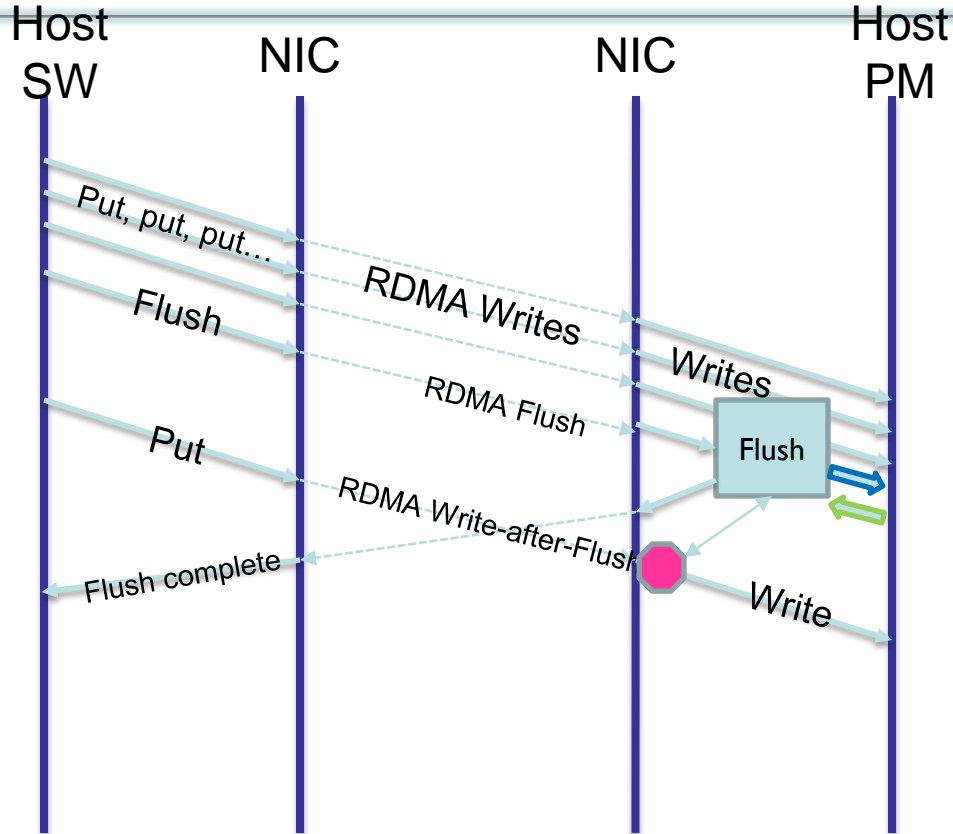 Host
SW
NIC
NIC
Host
PM
Put, put, put...
RDMA Writes
Writes
Flush
RDMA Flush
Flush
Put
RDMA Write-after-Flush
Flush complete
Write